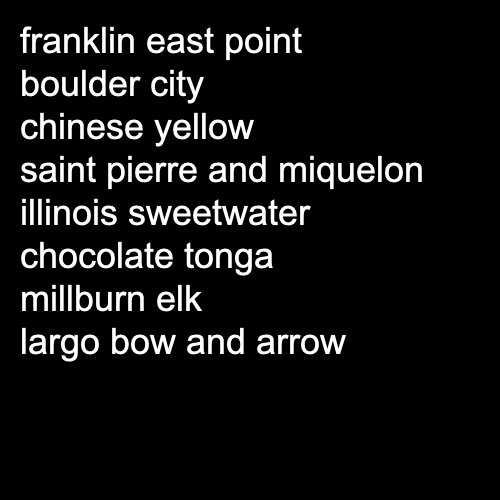 franklin east point
boulder city
chinese yellow
saint pierre and miquelon
illinois sweetwater
chocolate tonga
millburn elk
largo bow and arrow